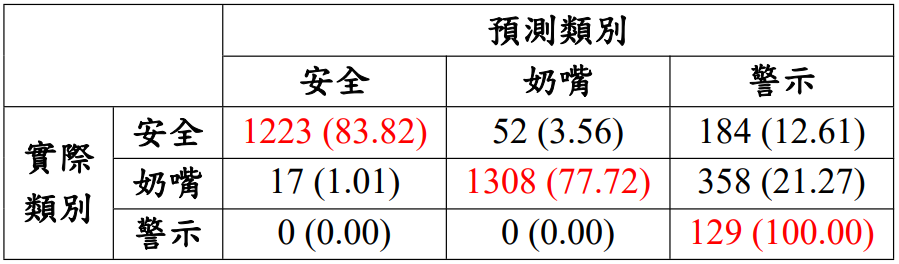 預測類別
安全 奶嘴 警示
實際類別 安全 1223 (83.82) 52 (3.56) 184 (12.61)
奶嘴 17 (1.01) 1308 (77.72) 358 (21.27)
警示 0 (0.00) 0 (0.00) 129 (100.00)